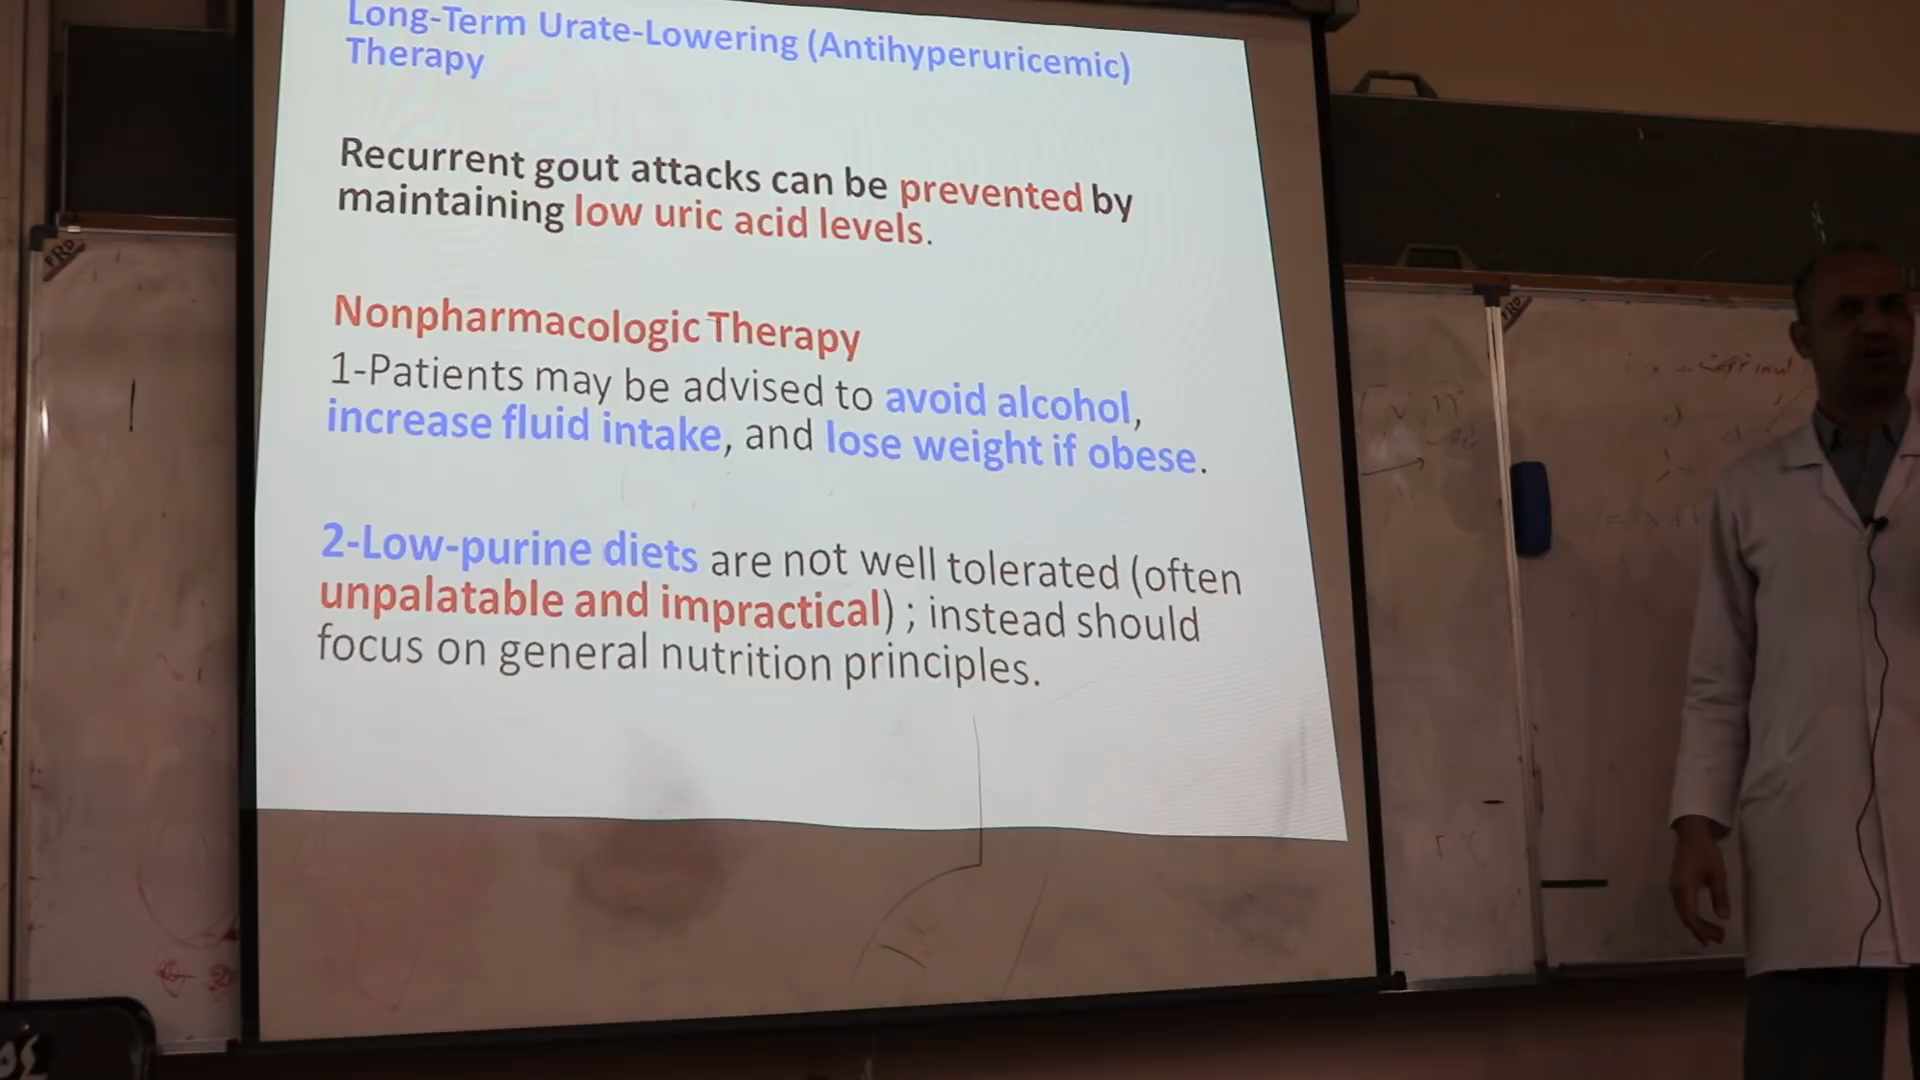 Long-Term Urate-Lowering (Antihyperuricemic)
Therapy
Recurrent gout attacks can be prevented by
maintaining low uric acid levels.
Nonpharmacologic Therapy
1-Patients may be advised to avoid alcohol,
increase fluid intake, and lose weight if obese.
2-Low-purine diets are not well tolerated (often
unpalatable and impractical) ; instead should
focus on general nutrition principles.
FRD
FRD